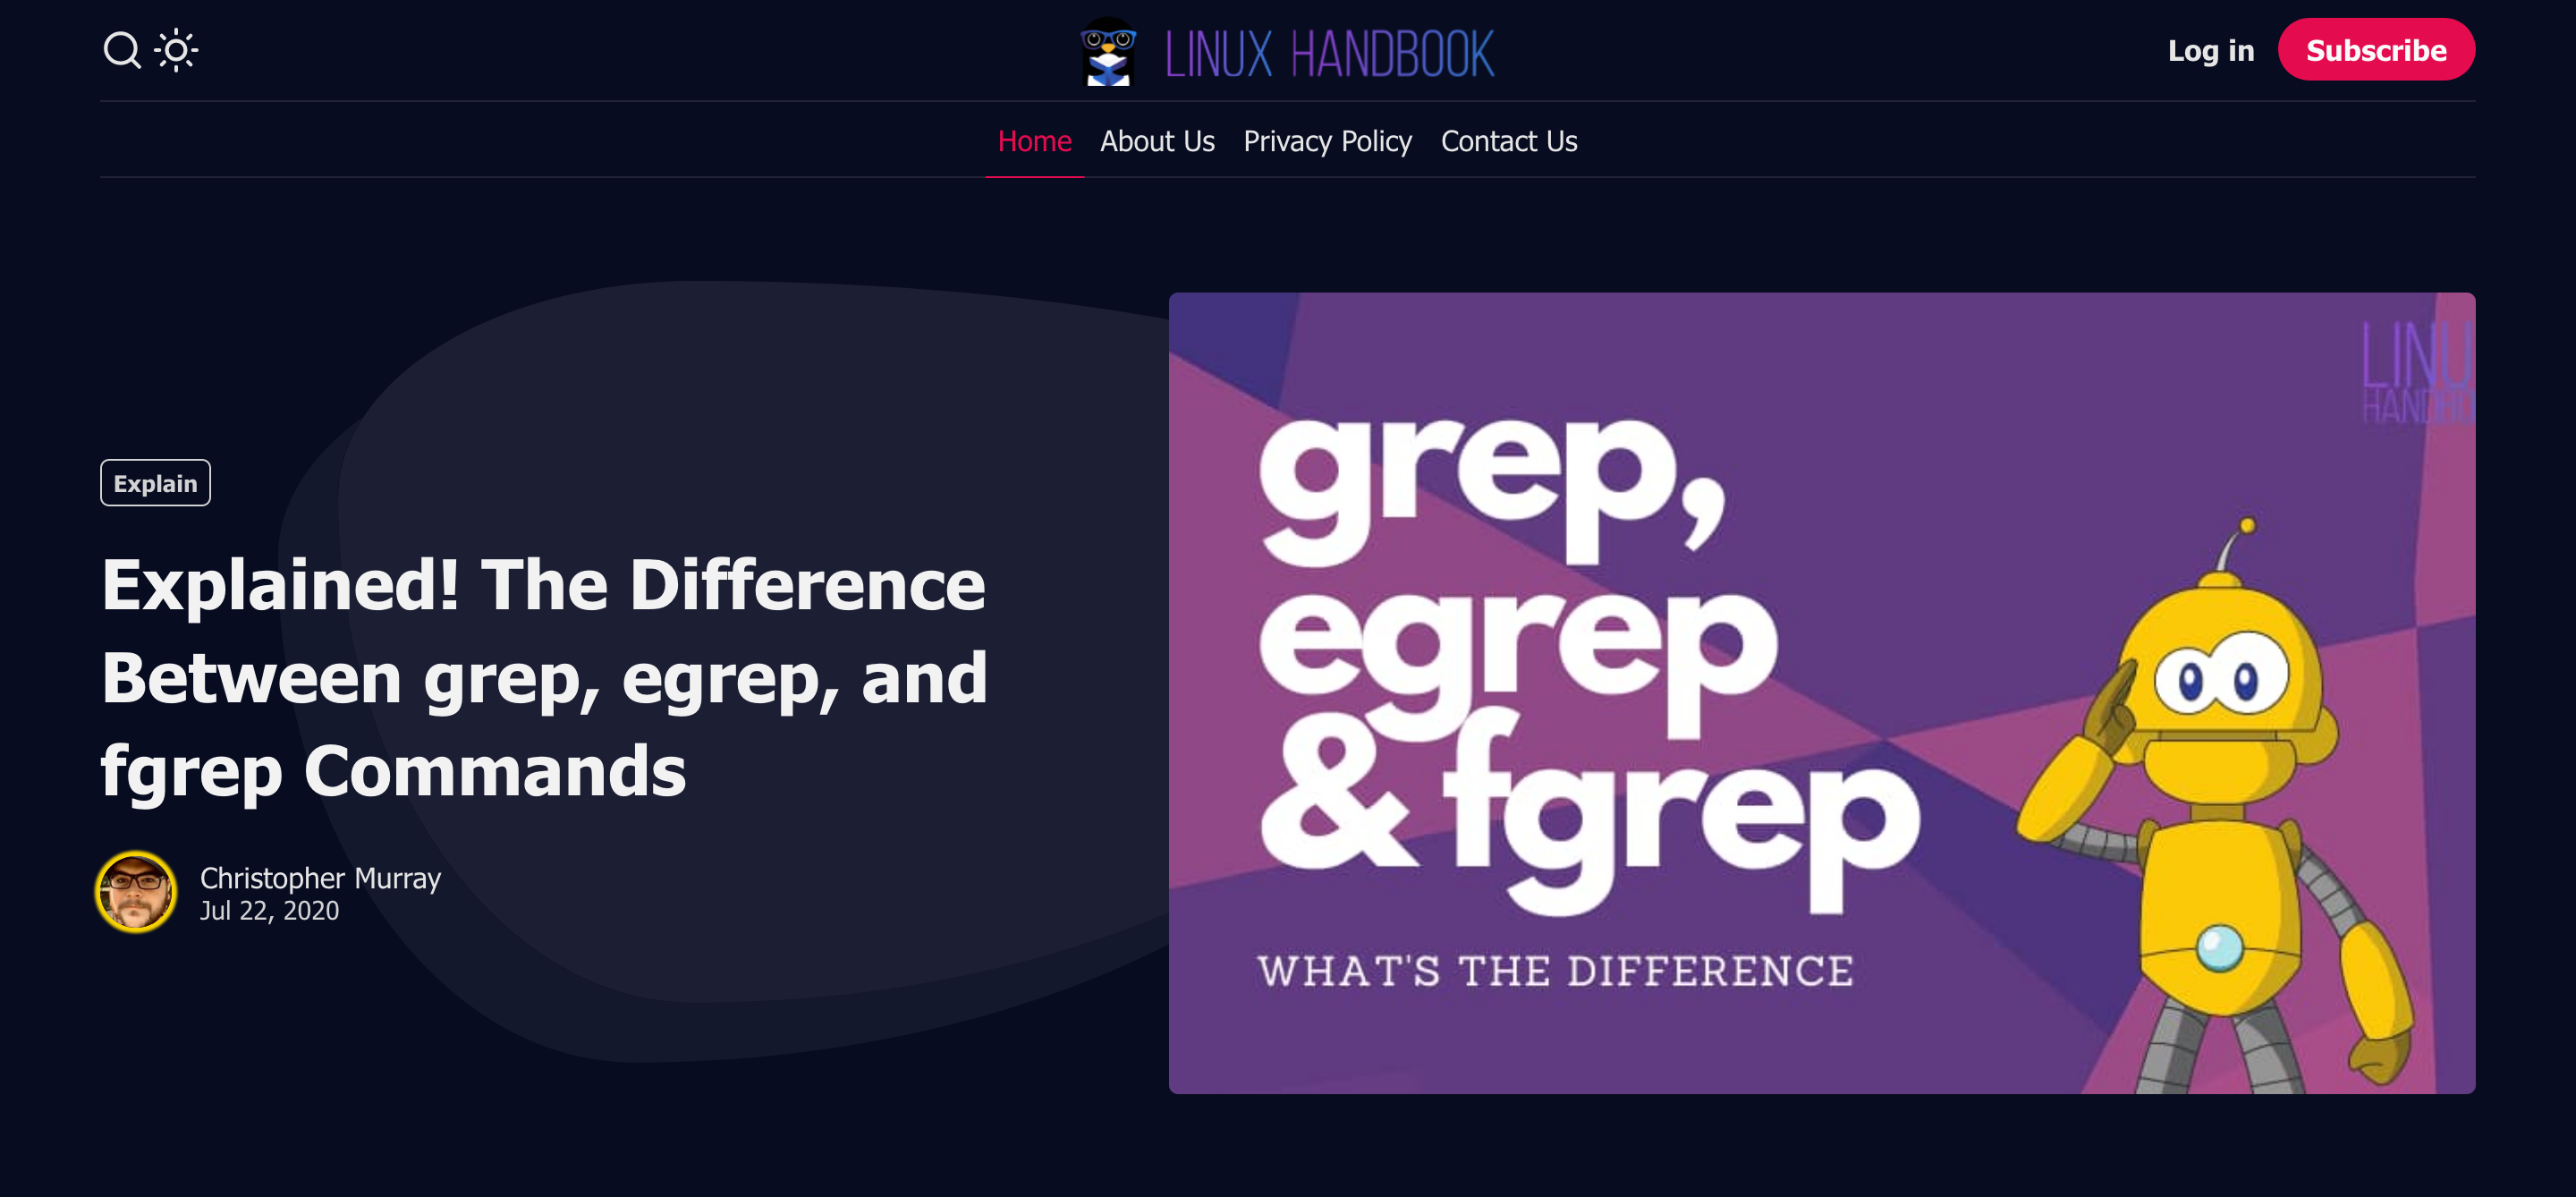 LINUX HANDBOOK
Log in
Subscribe
Home
About Us
Privacy Policy
Contact Us
Explain
Explained! The Difference
Between grep, egrep, and
fgrep Commands
Christopher Murray
Jul 22, 2020
LINU
grep,
egrep
& fgrep
WHAT'S THE DIFFERENCE